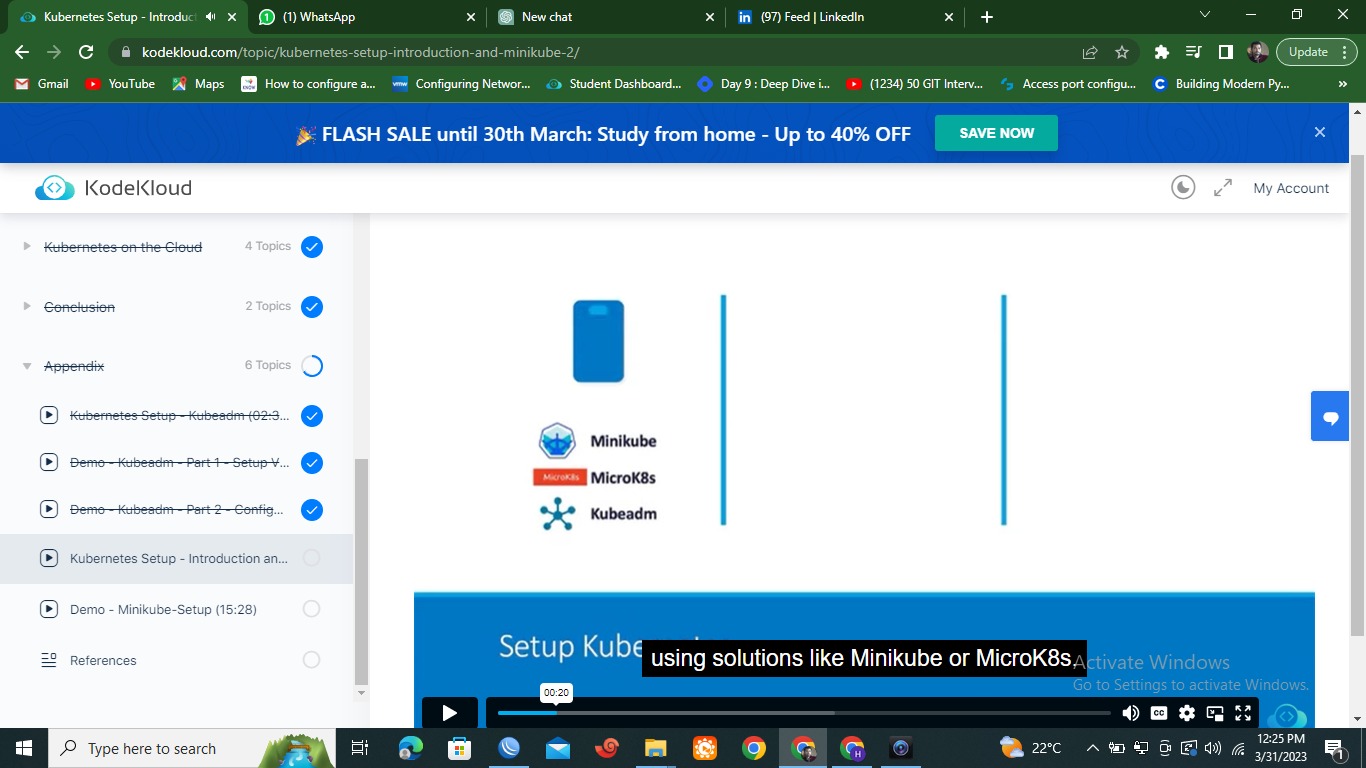 Kubernetes Setup - Introduct
(1) WhatsApp
New chat
(97) Feed | LinkedIn
kodekloud.com/topic/kubernetes-setup-introduction-and-minikube-2/
Update
Gmail
YouTube
Maps
How to configure a...
Configuring Networ...
Student Dashboard...
Day 9 : Deep Dive i...
(1234) 50 GIT Interv...
Access port configu...
Building Modern Py...
»
FLASH SALE until 30th March: Study from home - Up to 40% OFF
SAVE NOW
KodeKloud
My Account
Kubernetes on the Cloud
4 Topics
Conclusion
2 Topics
Appendix
6 Topics
Kubernetes Setup - Kubeadm (02:3...
Demo - Kubeadm - Part 1 - Setup V...
Demo - Kubeadm - Part 2 - Config...
Kubernetes Setup - Introduction an...
Demo - Minikube-Setup (15:28)
References
Minikube
MicroK8s MicroK8s
Kubeadm
Setup Kube
using solutions like Minikube or MicroK8s.
Activate Windows
Go to Settings to activate Windows.
00:20
CC
Type here to search
22°C
12:25 PM
3/31/2023
1